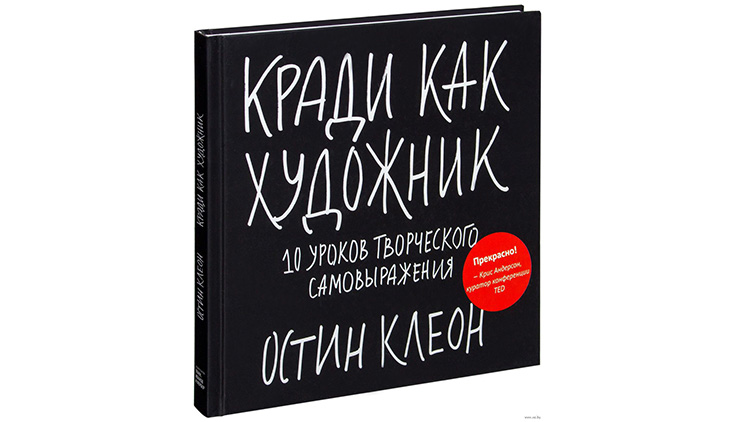 КРАДИ КАК
ХУДОЖНИК
10 УРОКОВ ТВОРЧЕСКОГО
САМОВЫРАЖЕНИЯ
Прекрасно!
– Крис Андерсон,
куратор конференции
TED
ОСТИН КЛЕОН
ОСТИН КЛЕОН КРАДИ КАК ХУДОЖНИК